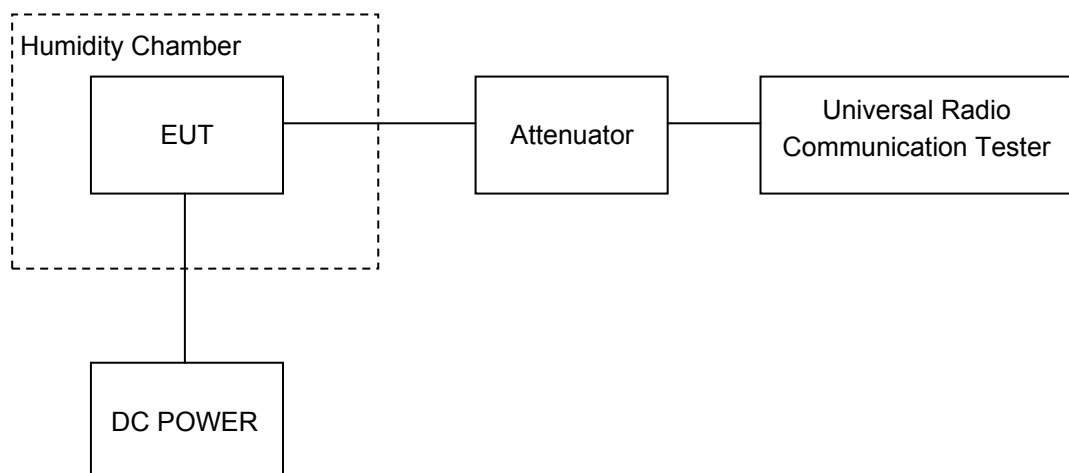 Humidity Chamber
EUT
Attenuator
Universal Radio
Communication Tester
DC POWER